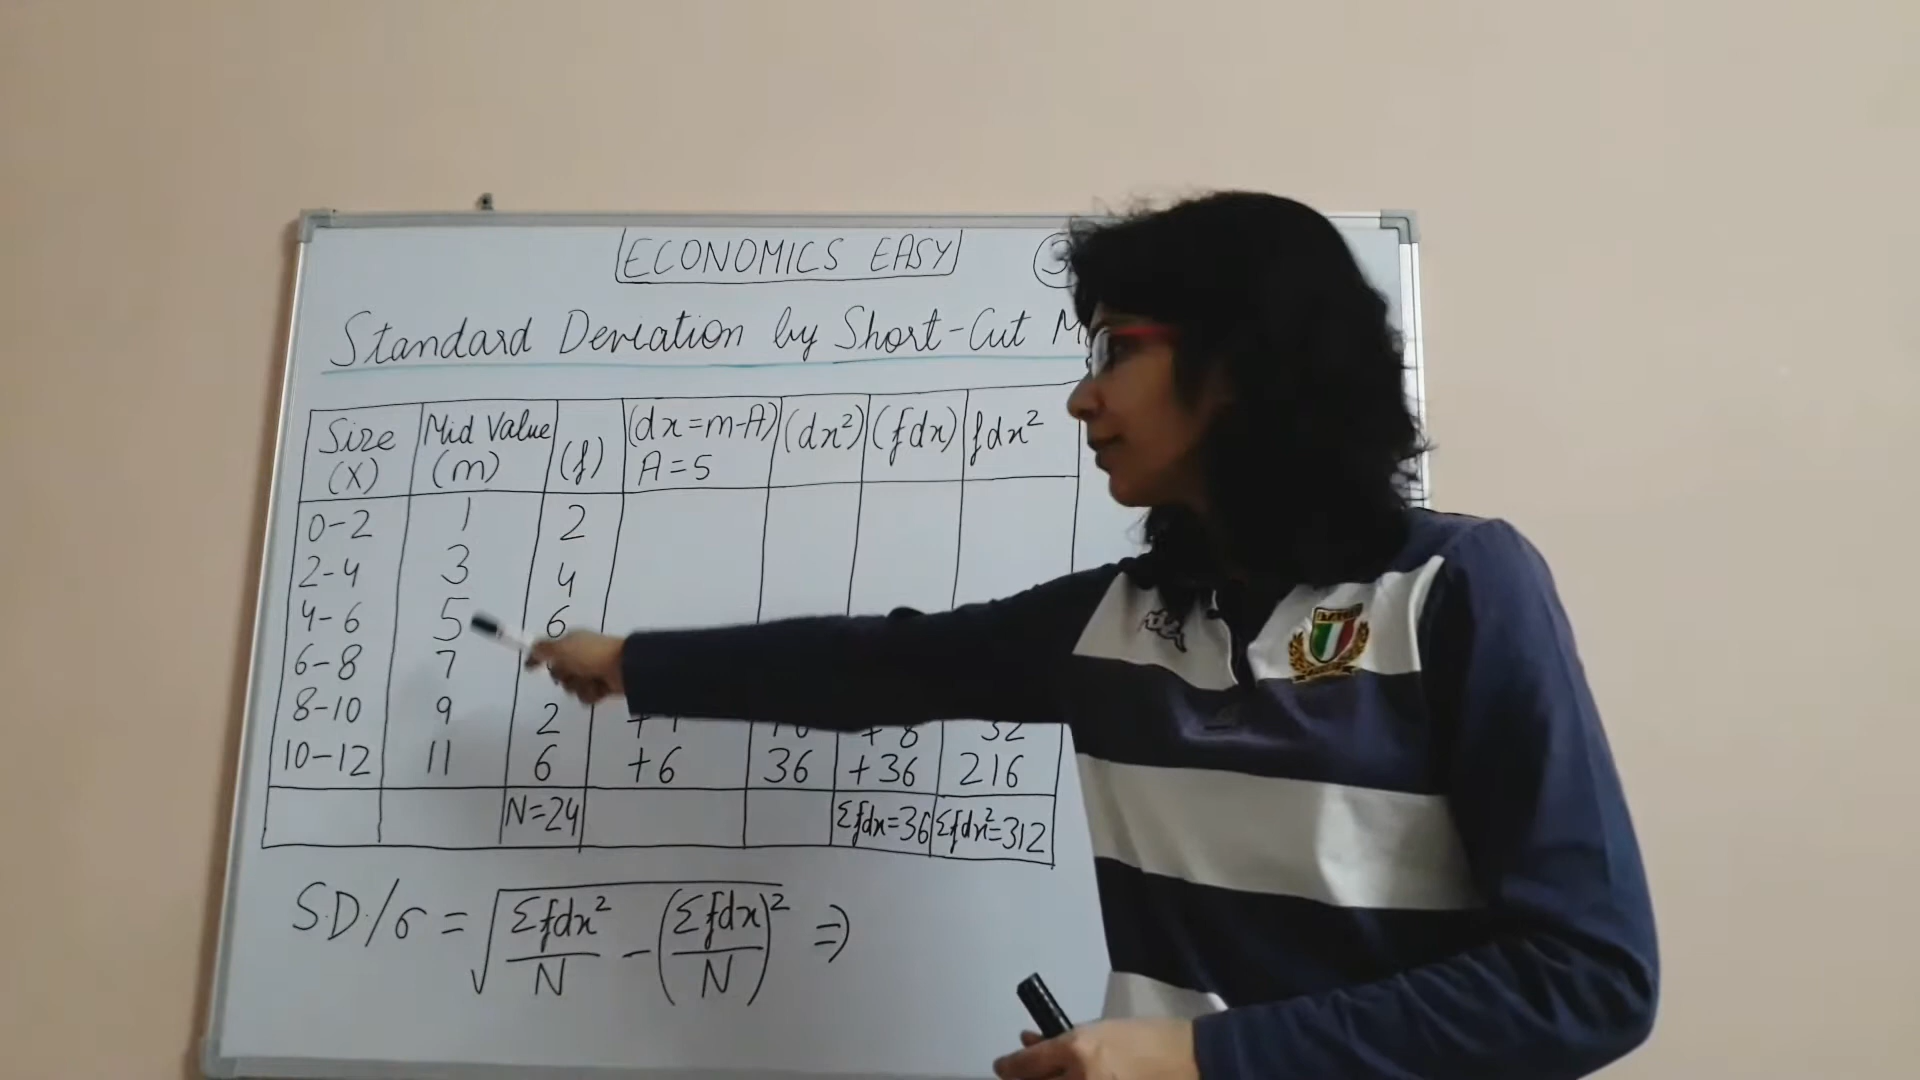 ECONOMICS EASY
Standard Deviation by Short-Cut
Size (X) Mid Value (m) (f) (dx=m-A) A=5 (dx²) (fdx) fdx²
0-2 1 2
2-4 3 4
4-6 5 6
6-8 7
8-10 9 2 + 8 32
10-12 11 6 +6 36 +36 216
N=24 Σfdx=36 Σfdx²=312
S.D./σ = √Σfdx²/N - (Σfdx/N)² ⇒